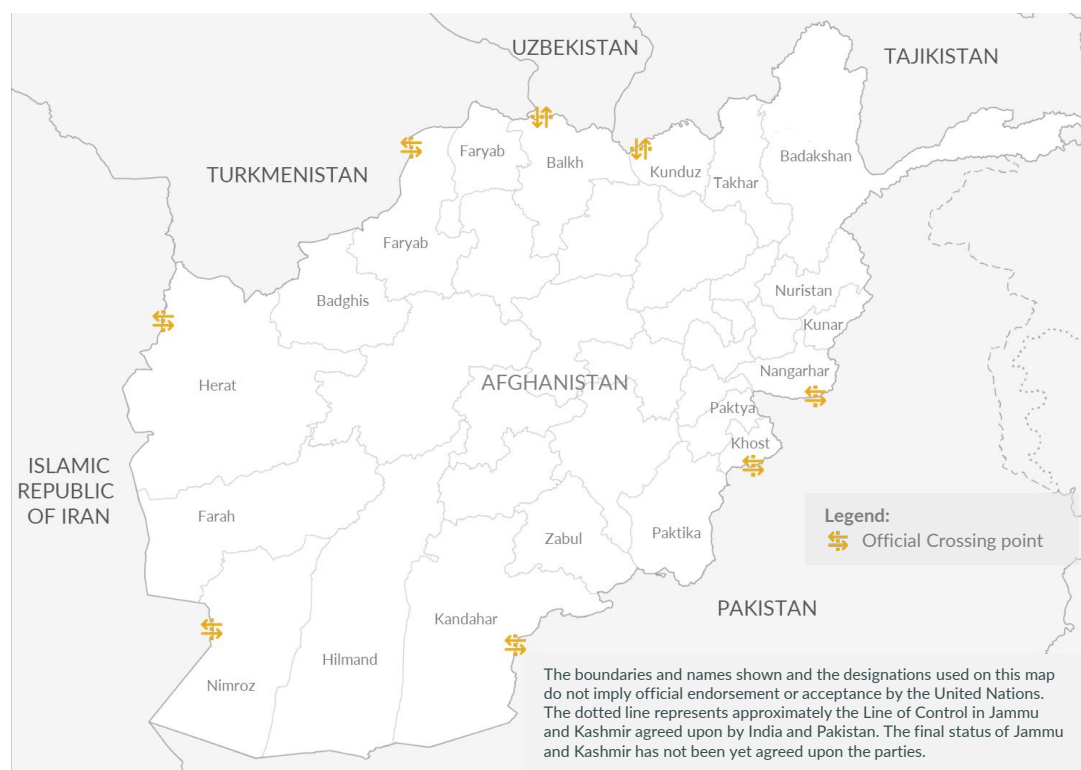 UZBEKISTAN
TAJIKISTAN
TURKMENISTAN
Faryab
Balkh
Kunduz
Takhar
Badakshan
Faryab
Badghis
Nuristan
Kunar
Herat
AFGHANISTAN
Nangarhar
Paktya
Khost
ISLAMIC
REPUBLIC
OF IRAN
Farah
Zabul
Paktika
Legend:
Official Crossing point
PAKISTAN
Kandahar
Hilmand
Nimroz
The boundaries and names shown and the designations used on this map
do not imply official endorsement or acceptance by the United Nations.
The dotted line represents approximately the Line of Control in Jammu
and Kashmir agreed upon by India and Pakistan. The final status of Jammu
and Kashmir has not been yet agreed upon the parties.